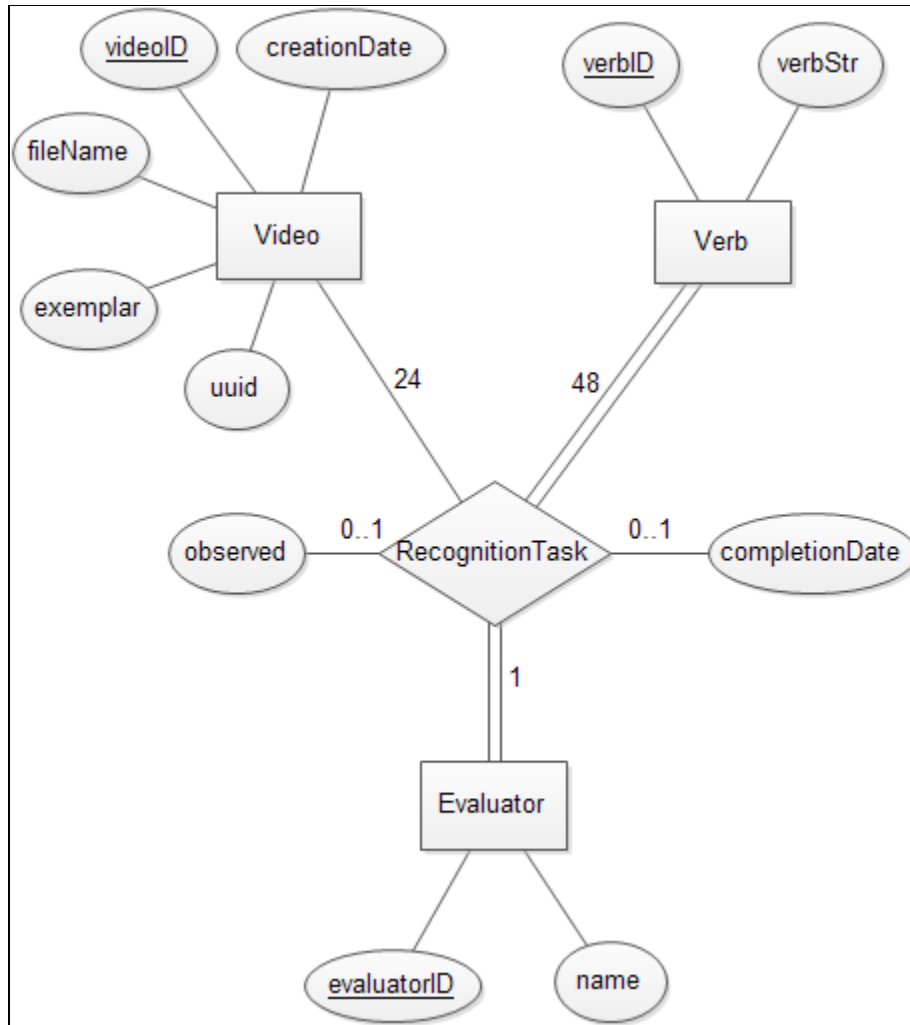 videoID
creationDate
verbID
verbStr
fileName
Video
Verb
exemplar
uuid
24
48
observed
0..1
RecognitionTask
0..1
completionDate
1
Evaluator
evaluatorID
name